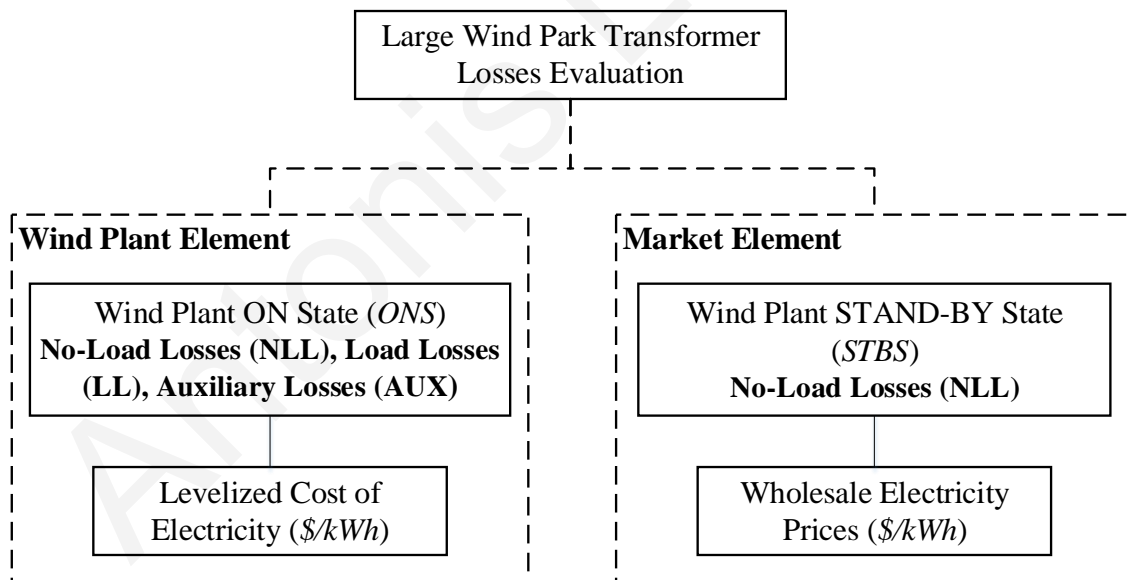 Large Wind Park Transformer
Losses Evaluation
Wind Plant Element
Wind Plant ON State (ONS)
No-Load Losses (NLL), Load Losses
(LL), Auxiliary Losses (AUX)
Levelized Cost of
Electricity ($/kWh)
Market Element
Wind Plant STAND-BY State
(STBS)
No-Load Losses (NLL)
Wholesale Electricity
Prices ($/kWh)
Antonis L